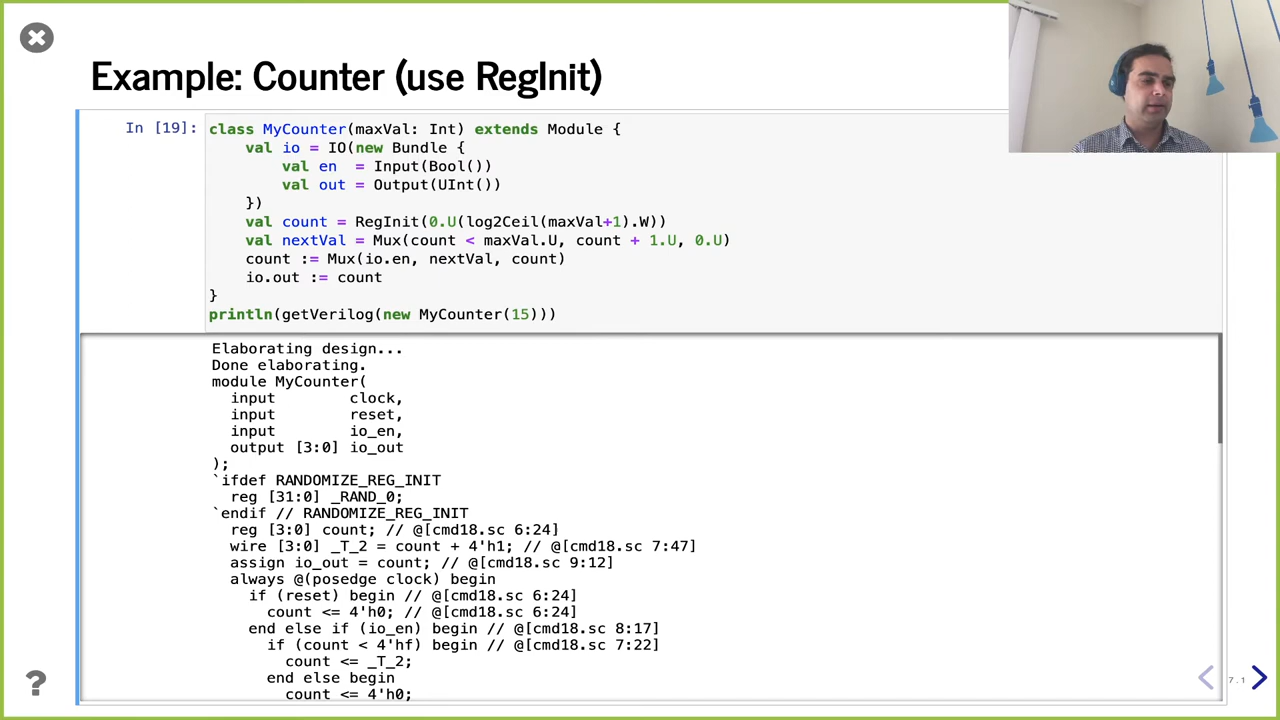 Example: Counter (use RegInit)
In [19]:
class MyCounter(maxVal: Int) extends Module {
    val io = IO(new Bundle {
        val en  = Input(Bool())
        val out = Output(UInt())
    })
    val count = RegInit(0.U(log2Ceil(maxVal+1).W))
    val nextVal = Mux(count < maxVal.U, count + 1.U, 0.U)
    count := Mux(io.en, nextVal, count)
    io.out := count
}
println(getVerilog(new MyCounter(15)))
Elaborating design...
Done elaborating.
module MyCounter(
  input        clock,
  input        reset,
  input        io_en,
  output [3:0] io_out
);
`ifdef RANDOMIZE_REG_INIT
  reg [31:0] _RAND_0;
`endif // RANDOMIZE_REG_INIT
  reg [3:0] count; // @[cmd18.sc 6:24]
  wire [3:0] _T_2 = count + 4'h1; // @[cmd18.sc 7:47]
  assign io_out = count; // @[cmd18.sc 9:12]
  always @(posedge clock) begin
    if (reset) begin // @[cmd18.sc 6:24]
      count <= 4'h0; // @[cmd18.sc 6:24]
    end else if (io_en) begin // @[cmd18.sc 8:17]
      if (count < 4'hf) begin // @[cmd18.sc 7:22]
        count <= _T_2;
      end else begin
        count <= 4'h0;
?
7.1